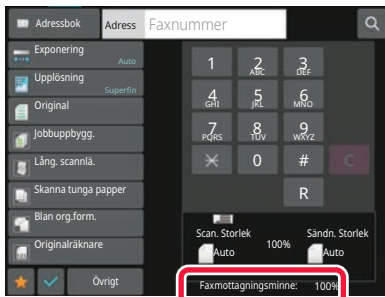 Adressbok Adress Faxnummer
Exponering
Auto
Upplösning
Superfin
Original
Jobbuppbygg.
Lång. scannlä.
Skanna tunga papper
Blan org.form.
Originalräknare
Övrigt
1 2 ABC 3 DEF
4 GHI 5 JKL 6 MNO
7 PQRS 8 TUV 9 WXYZ
0 # C
R
Scan. Storlek Sändn. Storlek
Auto 100% Auto
Faxmottagningsminne: 100%